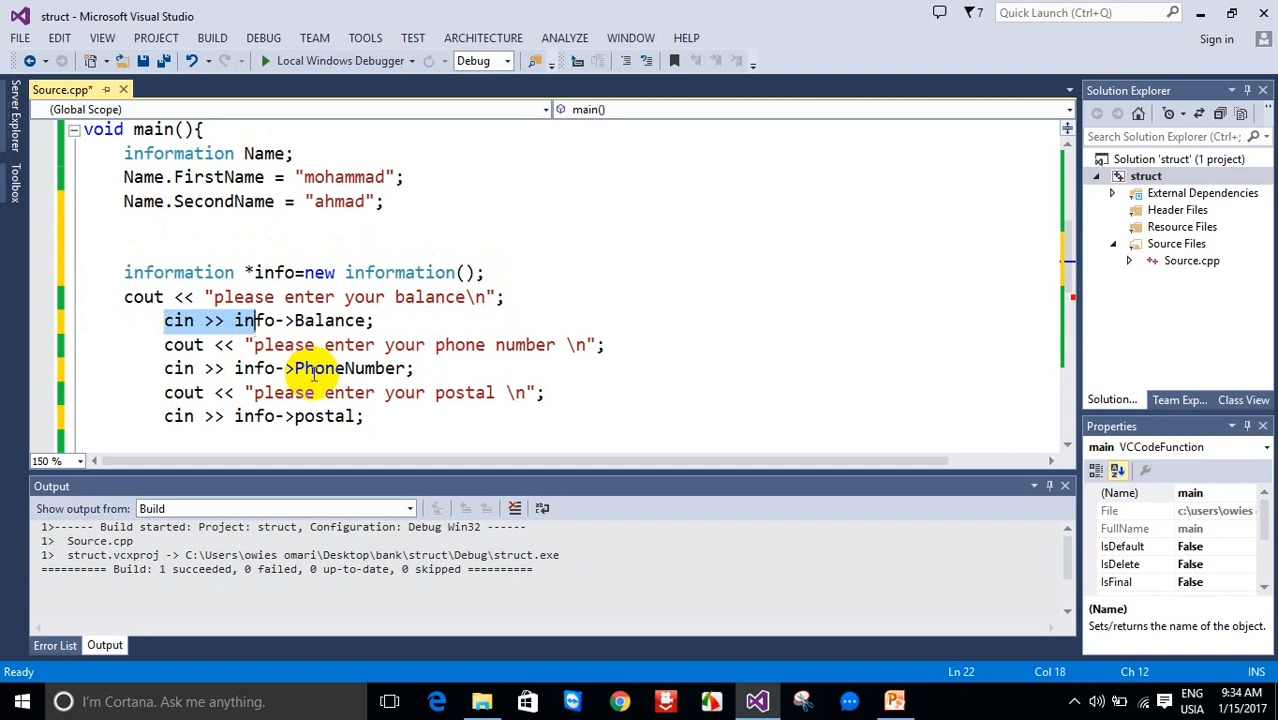 struct - Microsoft Visual Studio
7
Quick Launch (Ctrl+Q)
FILE EDIT VIEW PROJECT BUILD DEBUG TEAM TOOLS TEST ARCHITECTURE ANALYZE WINDOW HELP
Sign in
Local Windows Debugger
Debug
Server Explorer
Toolbox
Source.cpp*
(Global Scope)
main()
void main(){
information Name;
Name.FirstName = "mohammad";
Name.SecondName = "ahmad";
information *info=new information();
cout << "please enter your balance\n";
cin >> info->Balance;
cout << "please enter your phone number \n";
cin >> info->PhoneNumber;
cout << "please enter your postal \n";
cin >> info->postal;
150 %
Output
Show output from: Build
1>------ Build started: Project: struct, Configuration: Debug Win32 ------
1> Source.cpp
1> struct.vcxproj -> C:\Users\owies omari\Desktop\bank\struct\Debug\struct.exe
========== Build: 1 succeeded, 0 failed, 0 up-to-date, 0 skipped ==========
Error List Output
Solution Explorer
Search Solution Explorer (Ctrl+;
Solution 'struct' (1 project)
struct
External Dependencies
Header Files
Resource Files
Source Files
Source.cpp
Solution... Team Exp... Class View
Properties
main VCCodeFunction
(Name) main
File c:\users\owies
FullName main
IsDefault False
IsDelete False
IsFinal False
(Name)
Sets/returns the name of the object.
Ready
Ln 22 Col 18 Ch 12 INS
I'm Cortana. Ask me anything.
ENG
USIA
9:34 AM
1/15/2017